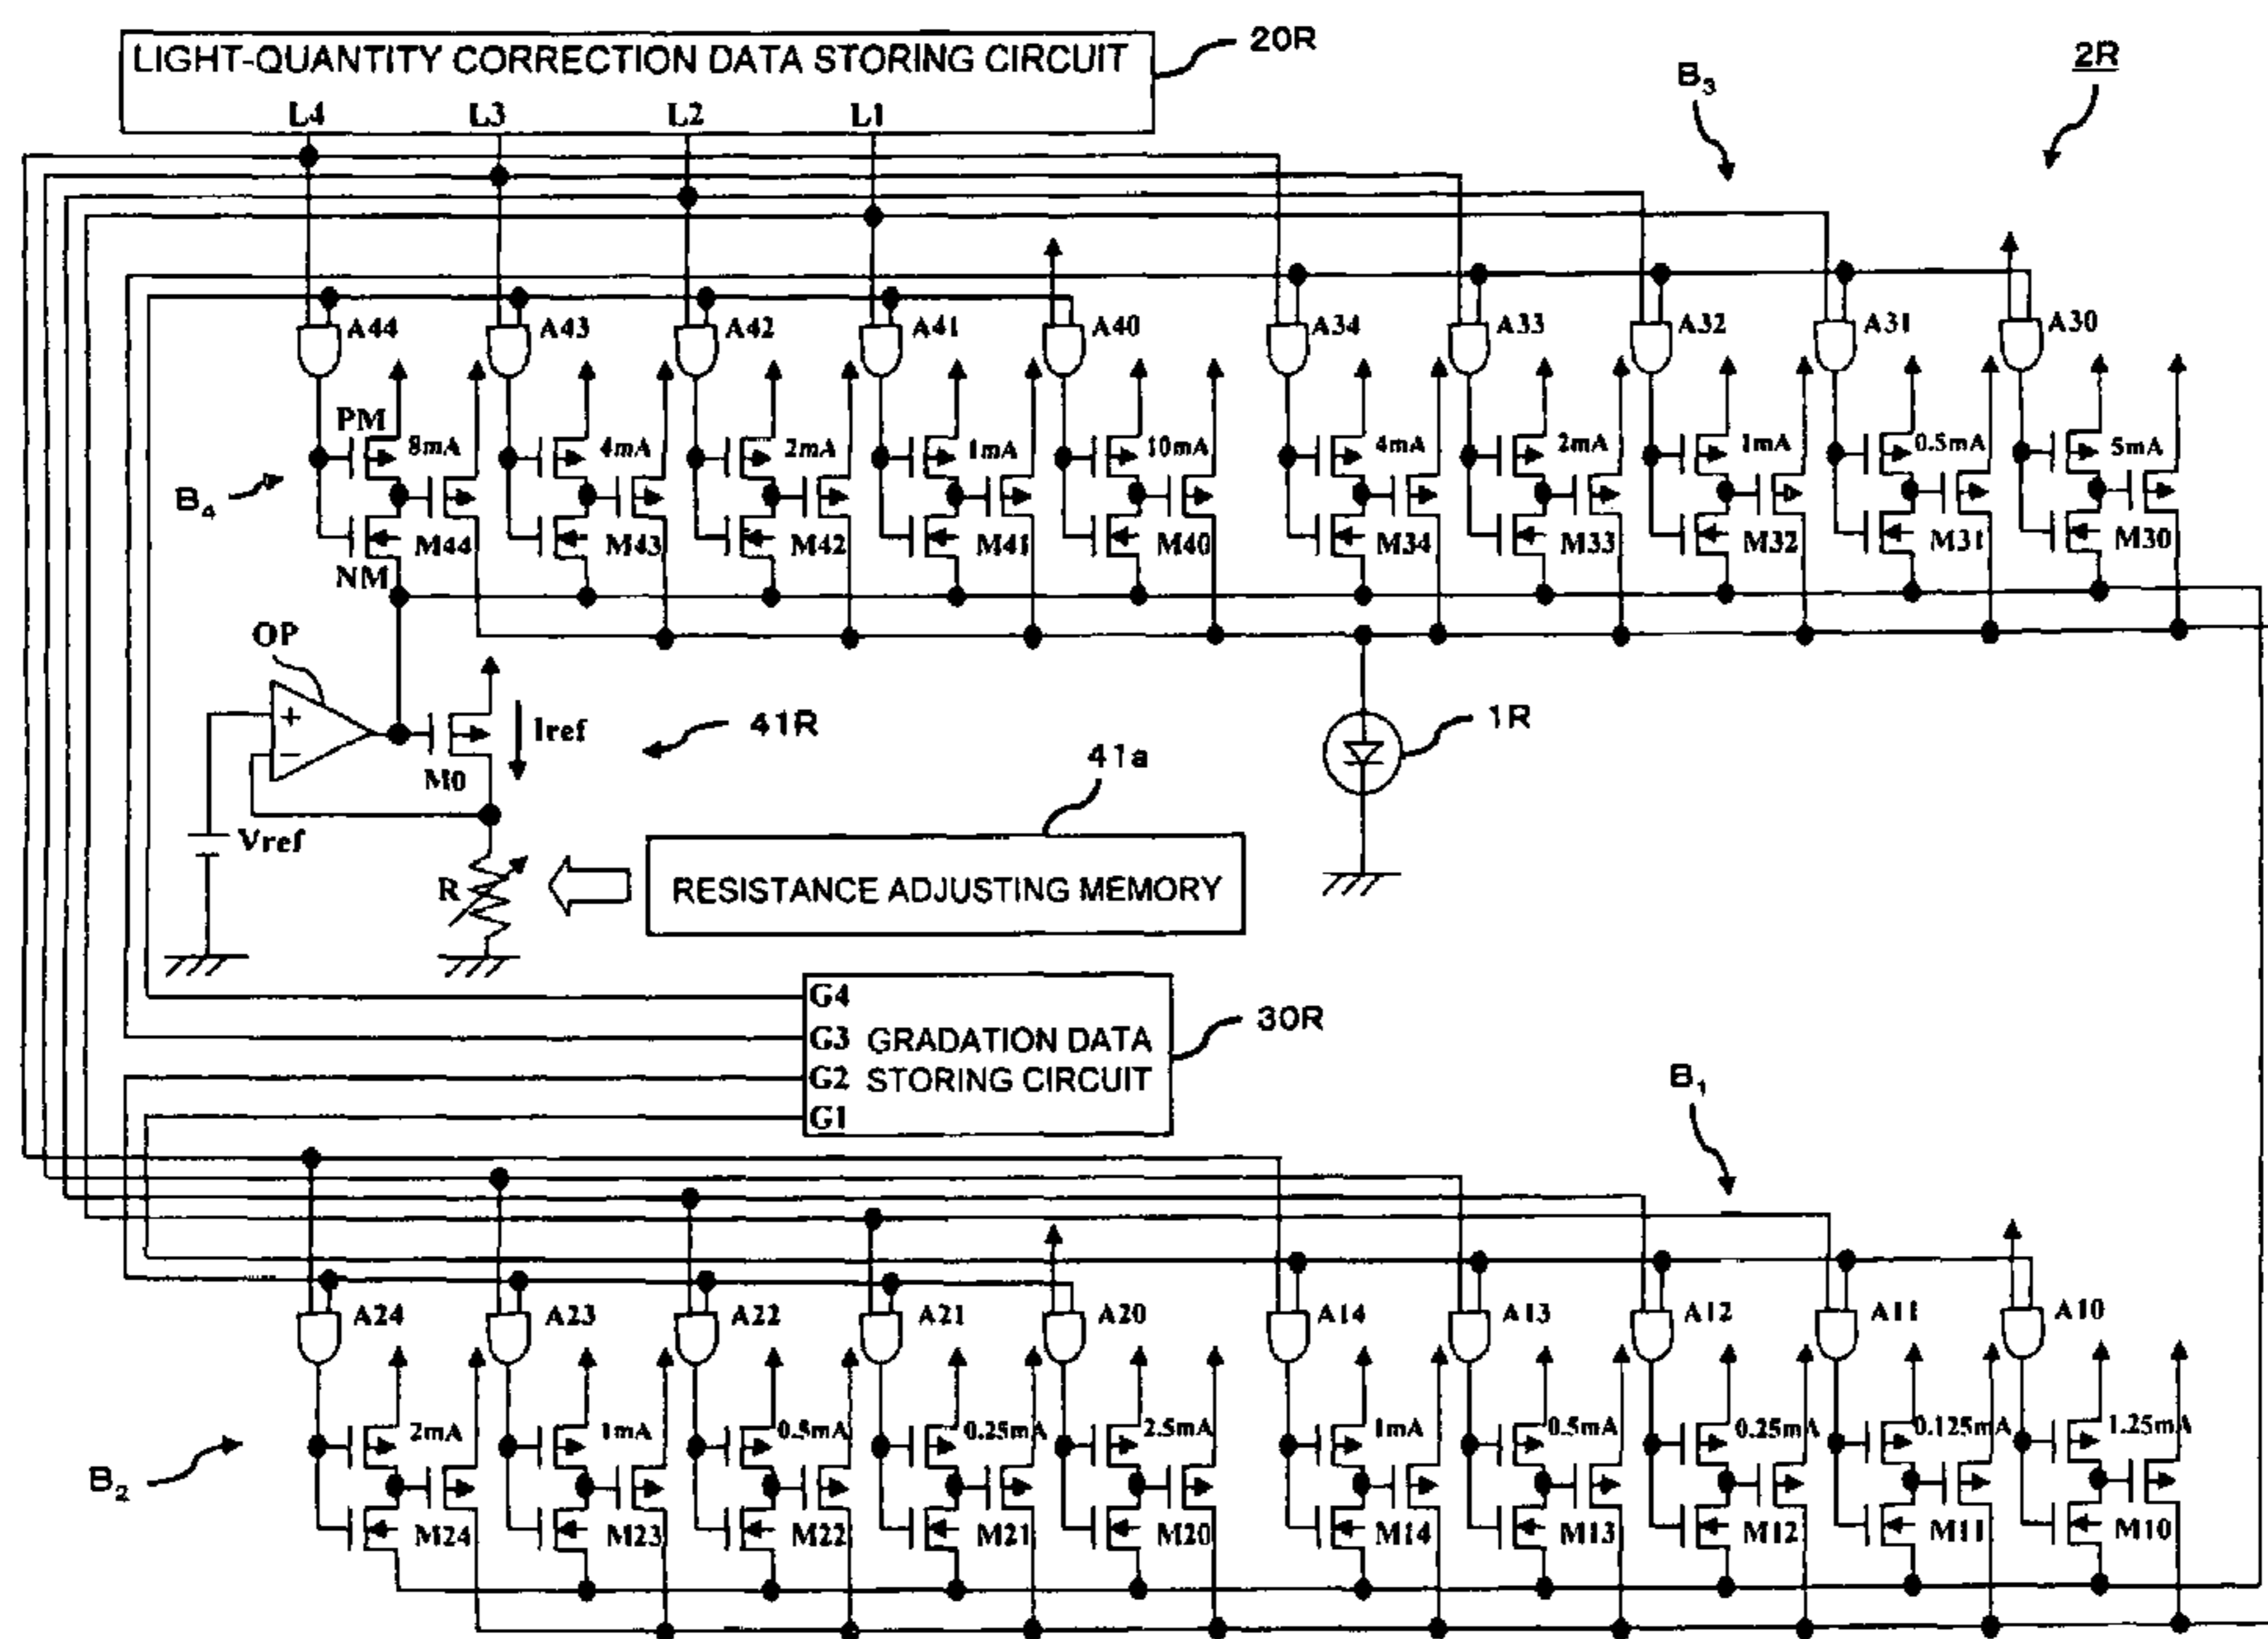 20R
LIGHT-QUANTITY CORRECTION DATA STORING CIRCUIT
L4 L3 L2 L1
B3
2R
A44 A43 A42 A41 A40 A34 A33 A32 A31 A30
PM
8mA 4mA 2mA 1mA 10mA 4mA 2mA 1mA 0.5mA 5mA
B4
M44 M43 M42 M41 M40 M34 M33 M32 M31 M30
NM
OP
+
−
Iref
41R
M0
1R
41a
Vref
R
RESISTANCE ADJUSTING MEMORY
G4
G3 GRADATION DATA
G2 STORING CIRCUIT
G1
30R
B1
A24 A23 A22 A21 A20 A14 A13 A12 A11 A10
2mA 1mA 0.5mA 0.25mA 2.5mA 1mA 0.5mA 0.25mA 0.125mA 1.25mA
B2
M24 M23 M22 M21 M20 M14 M13 M12 M11 M10